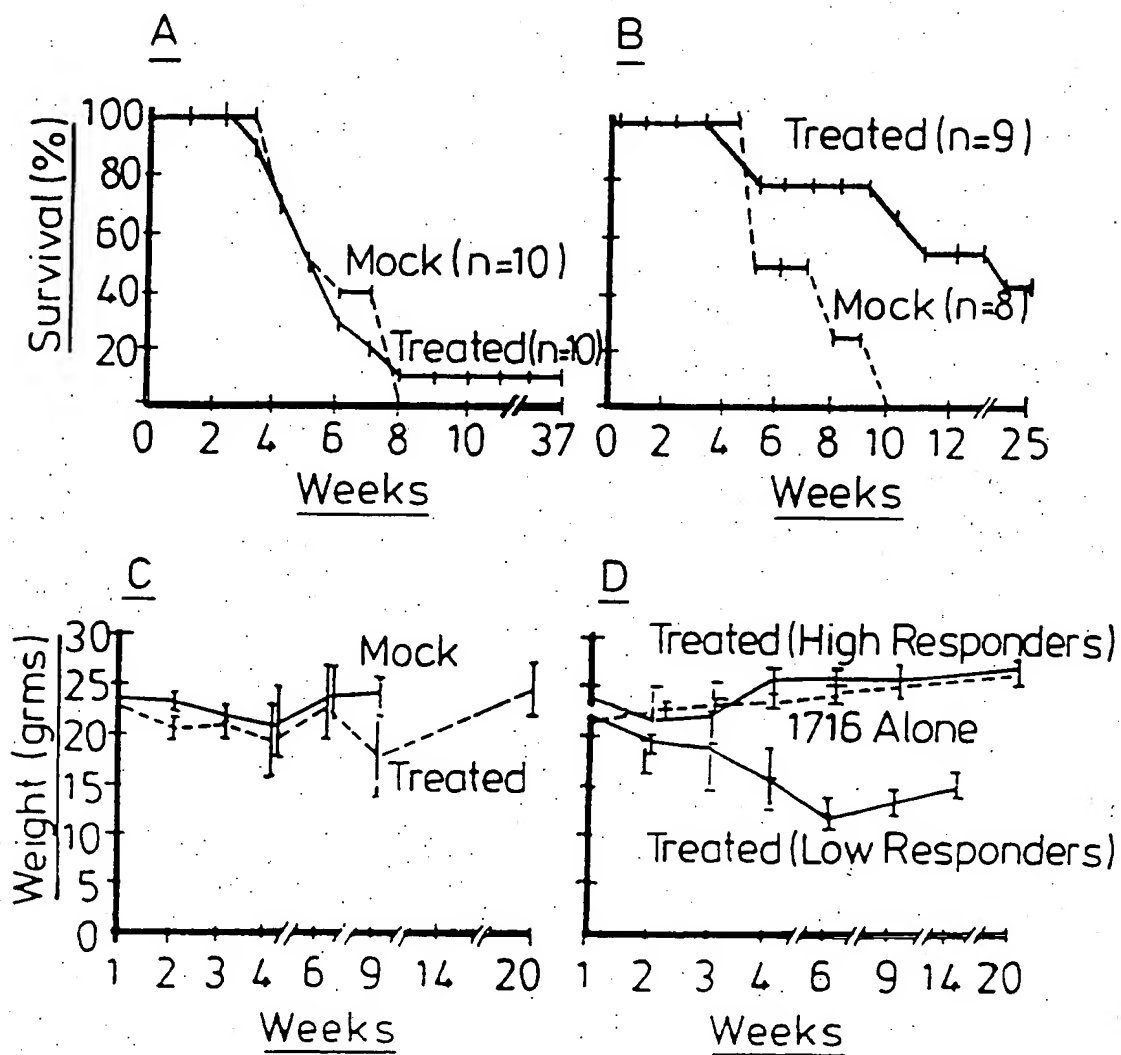 A
Survival (%)
100
80
60
40
20
Mock (n=10)
Treated(n=10)
0 2 4 6 8 10 37
Weeks
B
Treated (n=9)
Mock (n=8)
0 2 4 6 8 10 12 25
Weeks
C
Weight (grms)
30
25
20
15
10
5
0
Mock
Treated
1 2 3 4 6 9 14 20
Weeks
D
Treated (High Responders)
1716 Alone
Treated (Low Responders)
1 2 3 4 6 9 14 20
Weeks